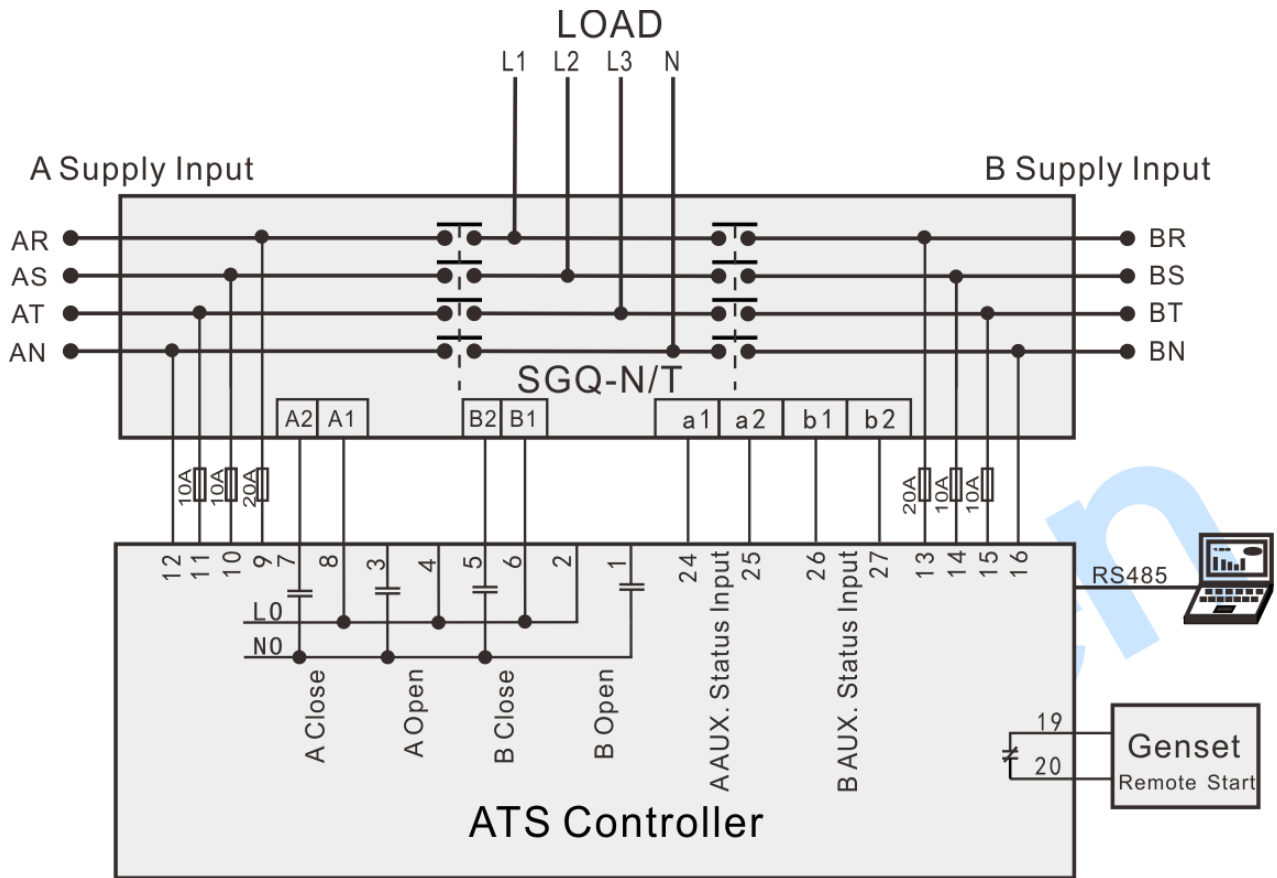 LOAD
L1 L2 L3 N
A Supply Input
B Supply Input
AR
BR
AS
BS
AT
BT
AN
BN
SGQ-N/T
A2 A1 B2 B1 a1 a2 b1 b2
10A 10A 20A
20A 10A 10A
12 11 10 9 7 8 3 4 5 6 2 1 24 25 26 27 13 14 15 16
RS485
L0
N0
A Close
A Open
B Close
B Open
A AUX. Status Input
B AUX. Status Input
19
20
Genset
Remote Start
ATS Controller